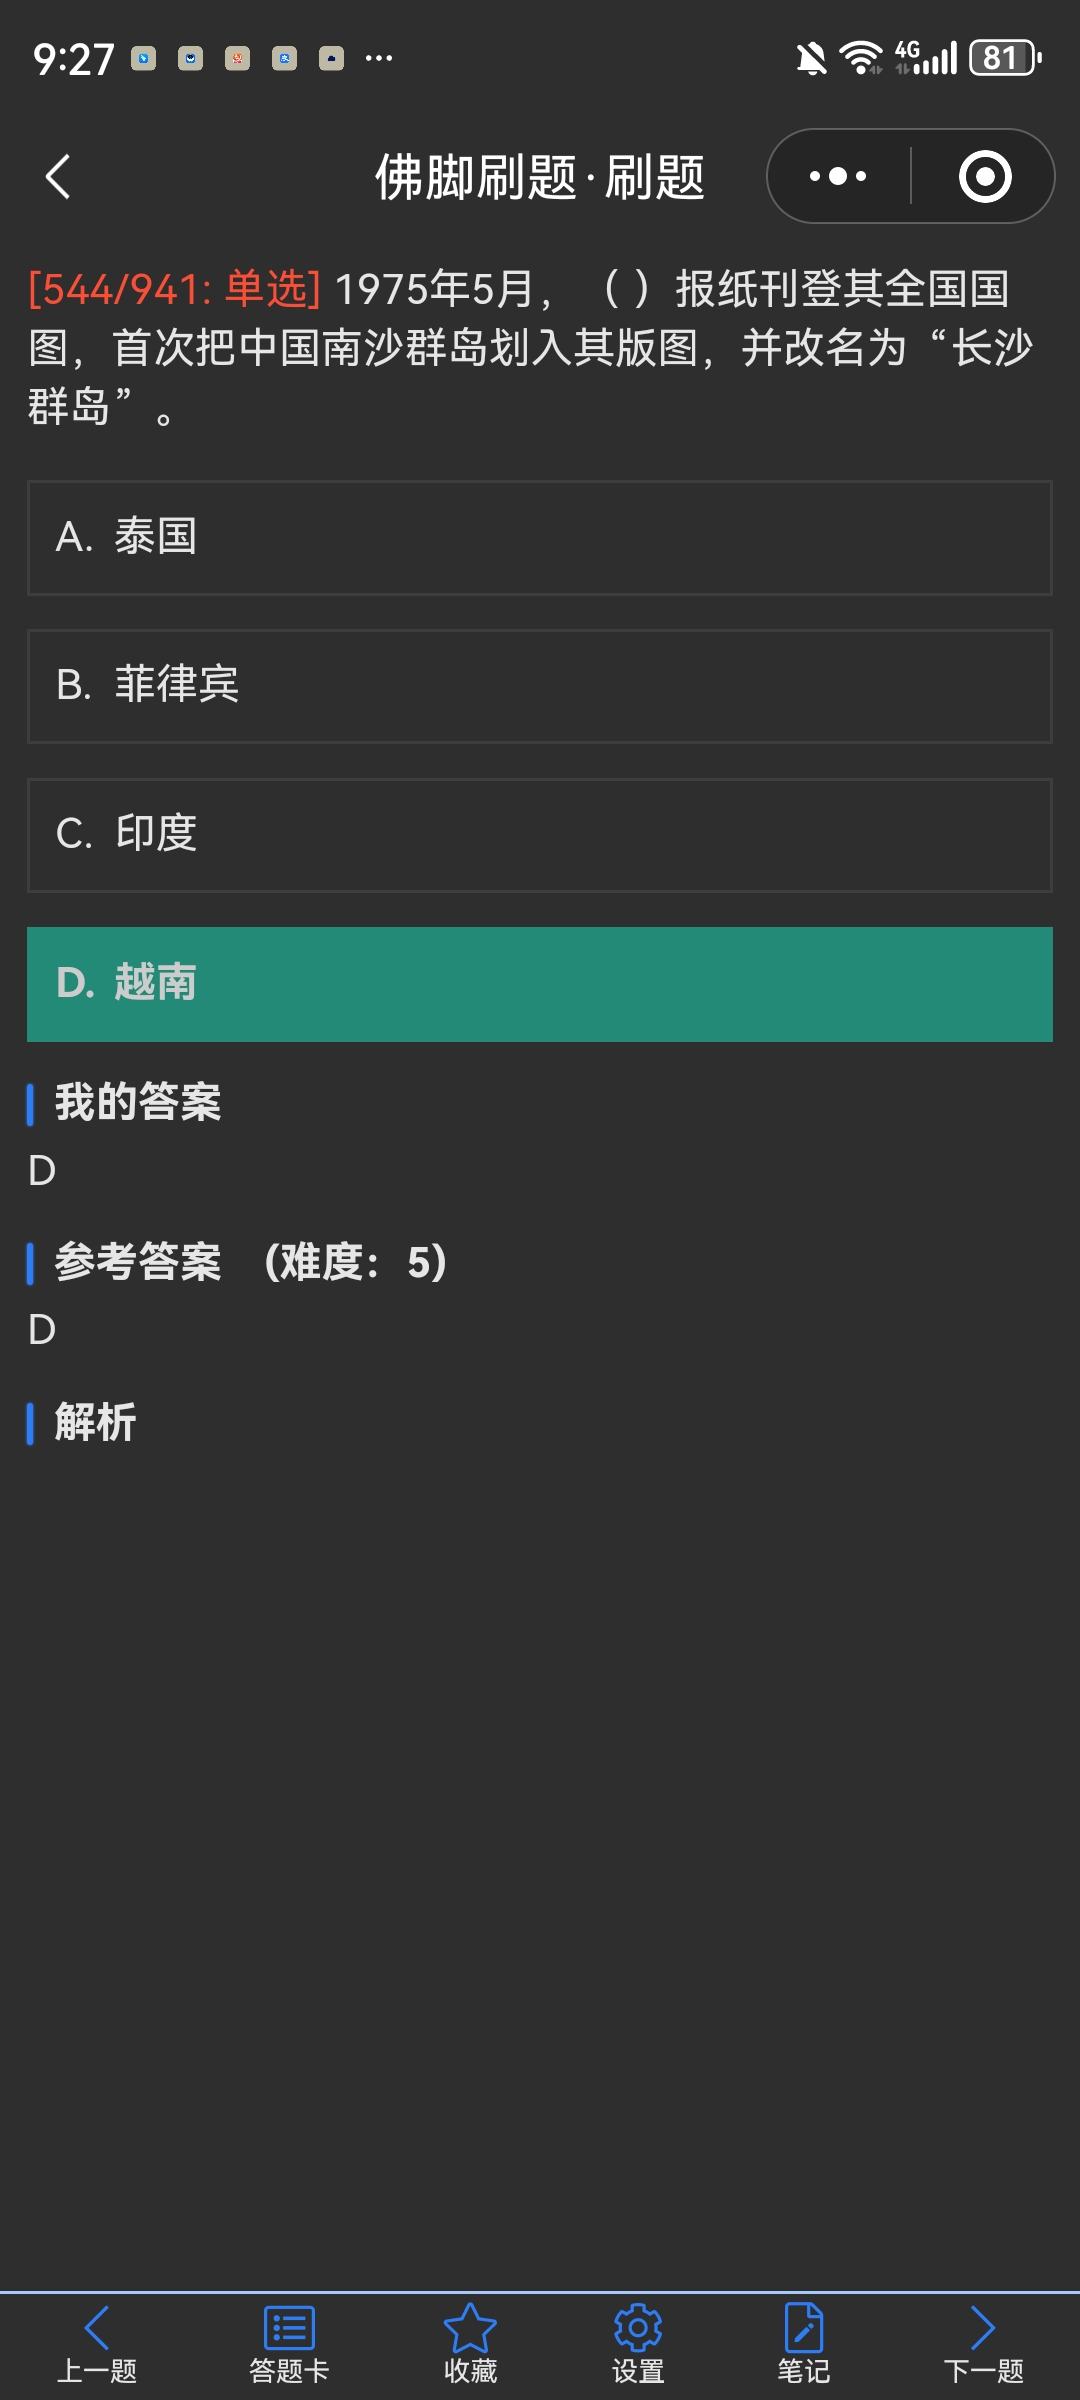 9:27
4G
81
佛脚刷题·刷题
[544/941: 单选] 1975年5月，（ ）报纸刊登其全国国
图，首次把中国南沙群岛划入其版图，并改名为“长沙
群岛”。
A. 泰国
B. 菲律宾
C. 印度
D. 越南
我的答案
D
参考答案 （难度：5）
D
解析
上一题
答题卡
收藏
设置
笔记
下一题